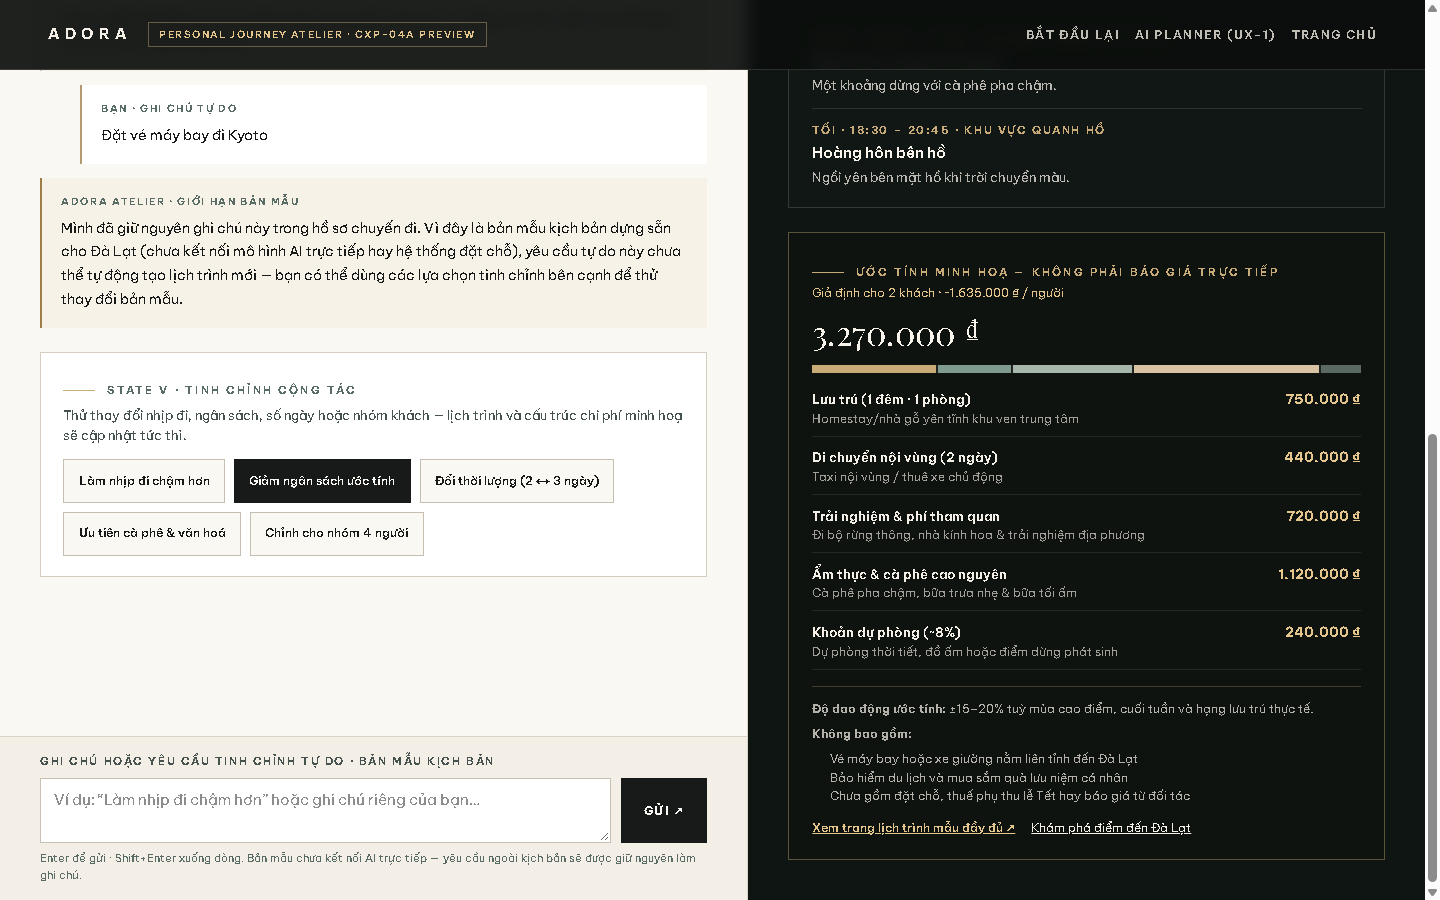 ADORA
PERSONAL JOURNEY ATELIER · CXP-04A PREVIEW
BẮT ĐẦU LẠI AI PLANNER (UX-1) TRANG CHỦ
BẠN · GHI CHÚ TỰ DO
Đặt vé máy bay đi Kyoto
ADORA ATELIER · GIỚI HẠN BẢN MẪU
Mình đã giữ nguyên ghi chú này trong hồ sơ chuyến đi. Vì đây là bản mẫu kịch bản dựng sẵn
cho Đà Lạt (chưa kết nối mô hình AI trực tiếp hay hệ thống đặt chỗ), yêu cầu tự do này chưa
thể tự động tạo lịch trình mới — bạn có thể dùng các lựa chọn tinh chỉnh bên cạnh để thử
thay đổi bản mẫu.
STATE V · TINH CHỈNH CỘNG TÁC
Thử thay đổi nhịp đi, ngân sách, số ngày hoặc nhóm khách — lịch trình và cấu trúc chi phí minh hoạ
sẽ cập nhật tức thì.
Làm nhịp đi chậm hơn
Giảm ngân sách ước tính
Đổi thời lượng (2 ↔ 3 ngày)
Ưu tiên cà phê & văn hoá
Chỉnh cho nhóm 4 người
GHI CHÚ HOẶC YÊU CẦU TINH CHỈNH TỰ DO · BẢN MẪU KỊCH BẢN
Ví dụ: “Làm nhịp đi chậm hơn” hoặc ghi chú riêng của bạn...
GỬI ↗
Enter để gửi · Shift+Enter xuống dòng. Bản mẫu chưa kết nối AI trực tiếp — yêu cầu ngoài kịch bản sẽ được giữ nguyên làm
ghi chú.
Một khoảng dừng với cà phê pha chậm.
TỐI · 18:30 – 20:45 · KHU VỰC QUANH HỒ
Hoàng hôn bên hồ
Ngồi yên bên mặt hồ khi trời chuyển màu.
ƯỚC TÍNH MINH HOẠ — KHÔNG PHẢI BÁO GIÁ TRỰC TIẾP
Giả định cho 2 khách · ~1.635.000 ₫ / người
3.270.000 ₫
Lưu trú (1 đêm · 1 phòng) 750.000 ₫
Homestay/nhà gỗ yên tĩnh khu ven trung tâm
Di chuyển nội vùng (2 ngày) 440.000 ₫
Taxi nội vùng / thuê xe chủ động
Trải nghiệm & phí tham quan 720.000 ₫
Đi bộ rừng thông, nhà kính hoa & trải nghiệm địa phương
Ẩm thực & cà phê cao nguyên 1.120.000 ₫
Cà phê pha chậm, bữa trưa nhẹ & bữa tối ấm
Khoản dự phòng (~8%) 240.000 ₫
Dự phòng thời tiết, đồ ấm hoặc điểm dừng phát sinh
Độ dao động ước tính: ±15–20% tuỳ mùa cao điểm, cuối tuần và hạng lưu trú thực tế.
Không bao gồm:
Vé máy bay hoặc xe giường nằm liên tỉnh đến Đà Lạt
Bảo hiểm du lịch và mua sắm quà lưu niệm cá nhân
Chưa gồm đặt chỗ, thuế phụ thu lễ Tết hay báo giá từ đối tác
Xem trang lịch trình mẫu đầy đủ ↗ Khám phá điểm đến Đà Lạt